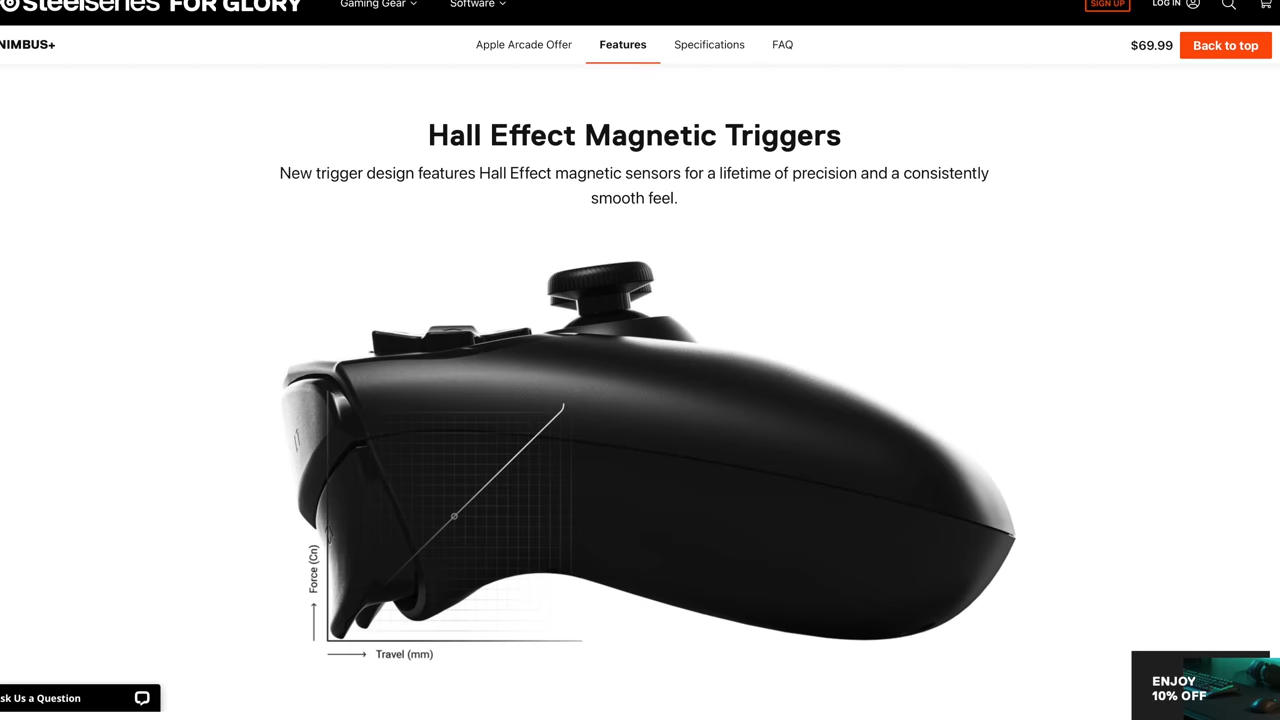 steelseries FOR GLORY
Gaming Gear
Software
SIGN UP
LOG IN
NIMBUS+
Apple Arcade Offer
Features
Specifications
FAQ
$69.99
Back to top
Hall Effect Magnetic Triggers
New trigger design features Hall Effect magnetic sensors for a lifetime of precision and a consistently
smooth feel.
Force (Cn)
Travel (mm)
sk Us a Question
ENJOY
10% OFF